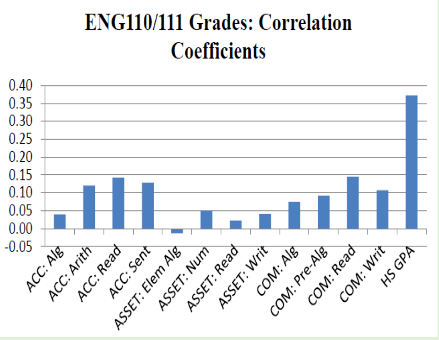 ENG110/111 Grades: Correlation
Coefficients
0.40
0.35
0.30
0.25
0.20
0.15
0.10
0.05
0.00
-0.05
ACC: Alg
ACC: Arith
ACC: Read
ACC: Sent
ASSET: Elem Alg
ASSET: Num
ASSET: Read
ASSET: Writ
COM: Alg
COM: Pre-Alg
COM: Read
COM: Writ
HS GPA